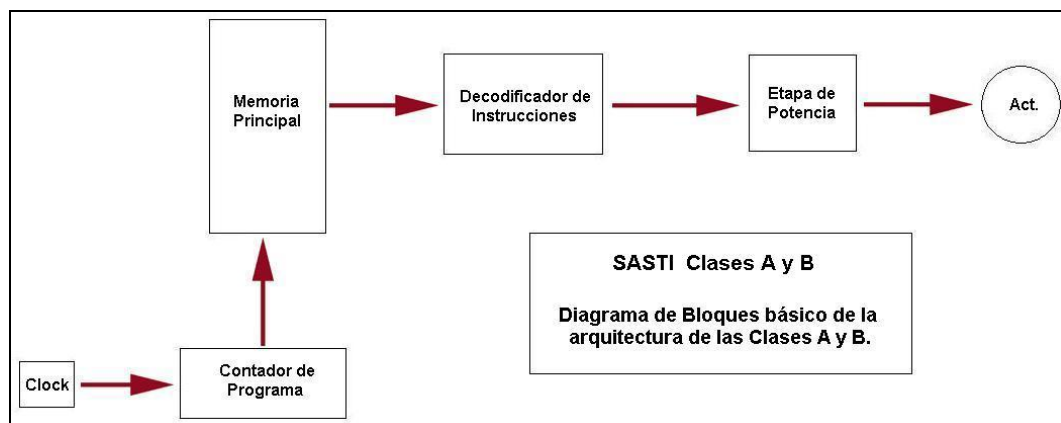 Memoria
Principal
Decodificador de
Instrucciones
Etapa de
Potencia
Act.
SASTI Clases A y B
Diagrama de Bloques básico de la
arquitectura de las Clases A y B.
Clock
Contador de
Programa